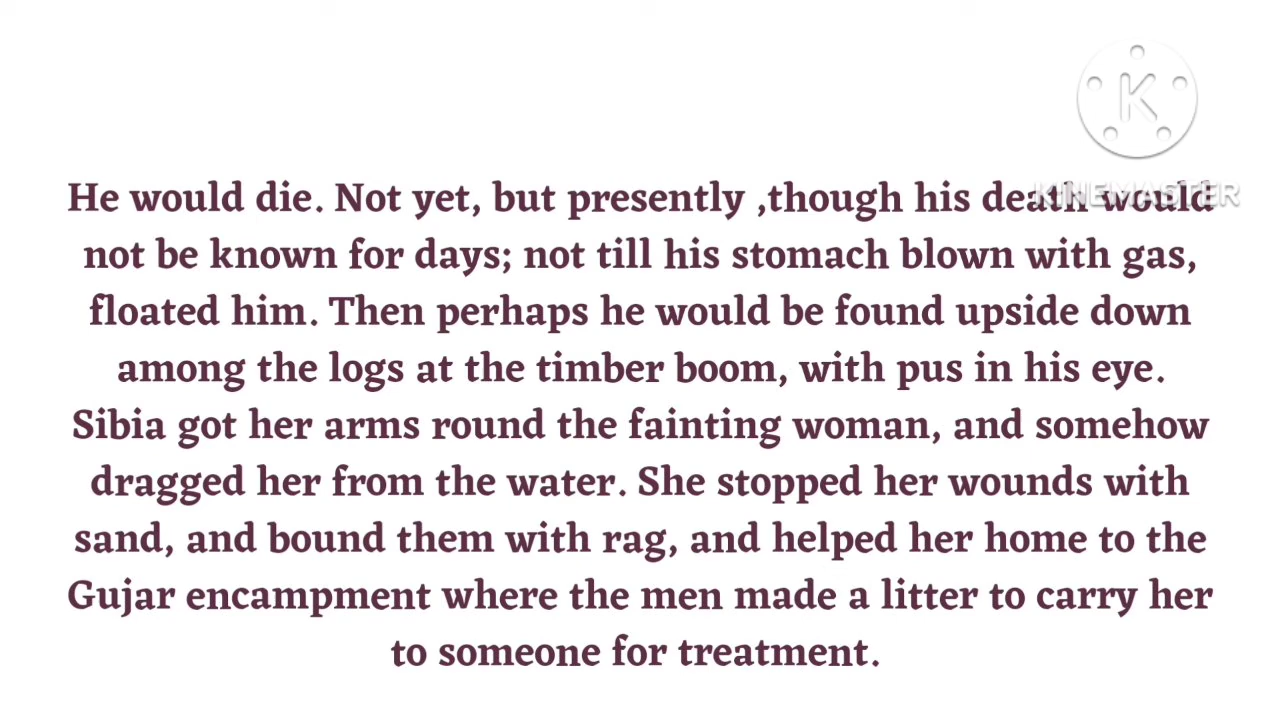 He would die. Not yet, but presently ,though his death would
not be known for days; not till his stomach blown with gas,
floated him. Then perhaps he would be found upside down
among the logs at the timber boom, with pus in his eye.
Sibia got her arms round the fainting woman, and somehow
dragged her from the water. She stopped her wounds with
sand, and bound them with rag, and helped her home to the
Gujar encampment where the men made a litter to carry her
to someone for treatment.
K
KINEMASTER